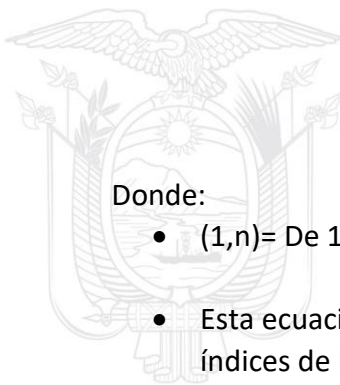 Donde:
• (1,n)= De 1
• Esta ecuaci
índices de